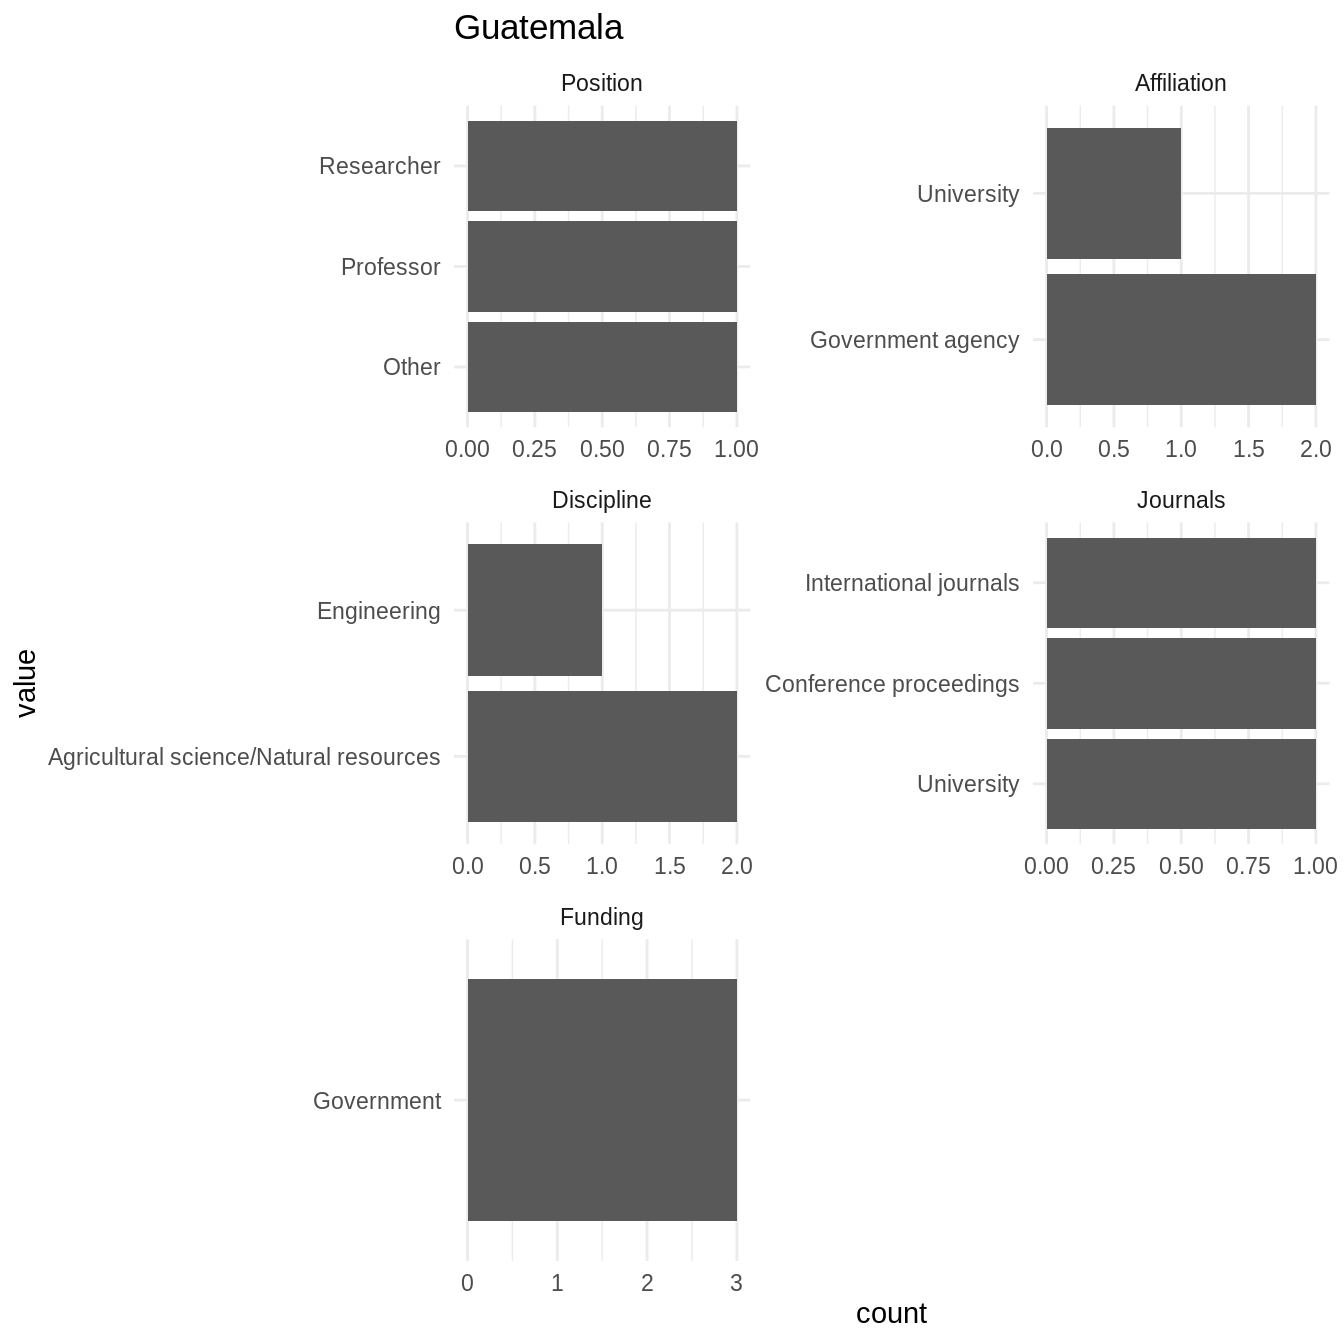 Guatemala
Position
Researcher
Professor
Other
0.00 0.25 0.50 0.75 1.00
Affiliation
University
Government agency
0.0 0.5 1.0 1.5 2.0
Discipline
Engineering
Agricultural science/Natural resources
0.0 0.5 1.0 1.5 2.0
Journals
International journals
Conference proceedings
University
0.00 0.25 0.50 0.75 1.00
Funding
Government
0 1 2 3
value
count